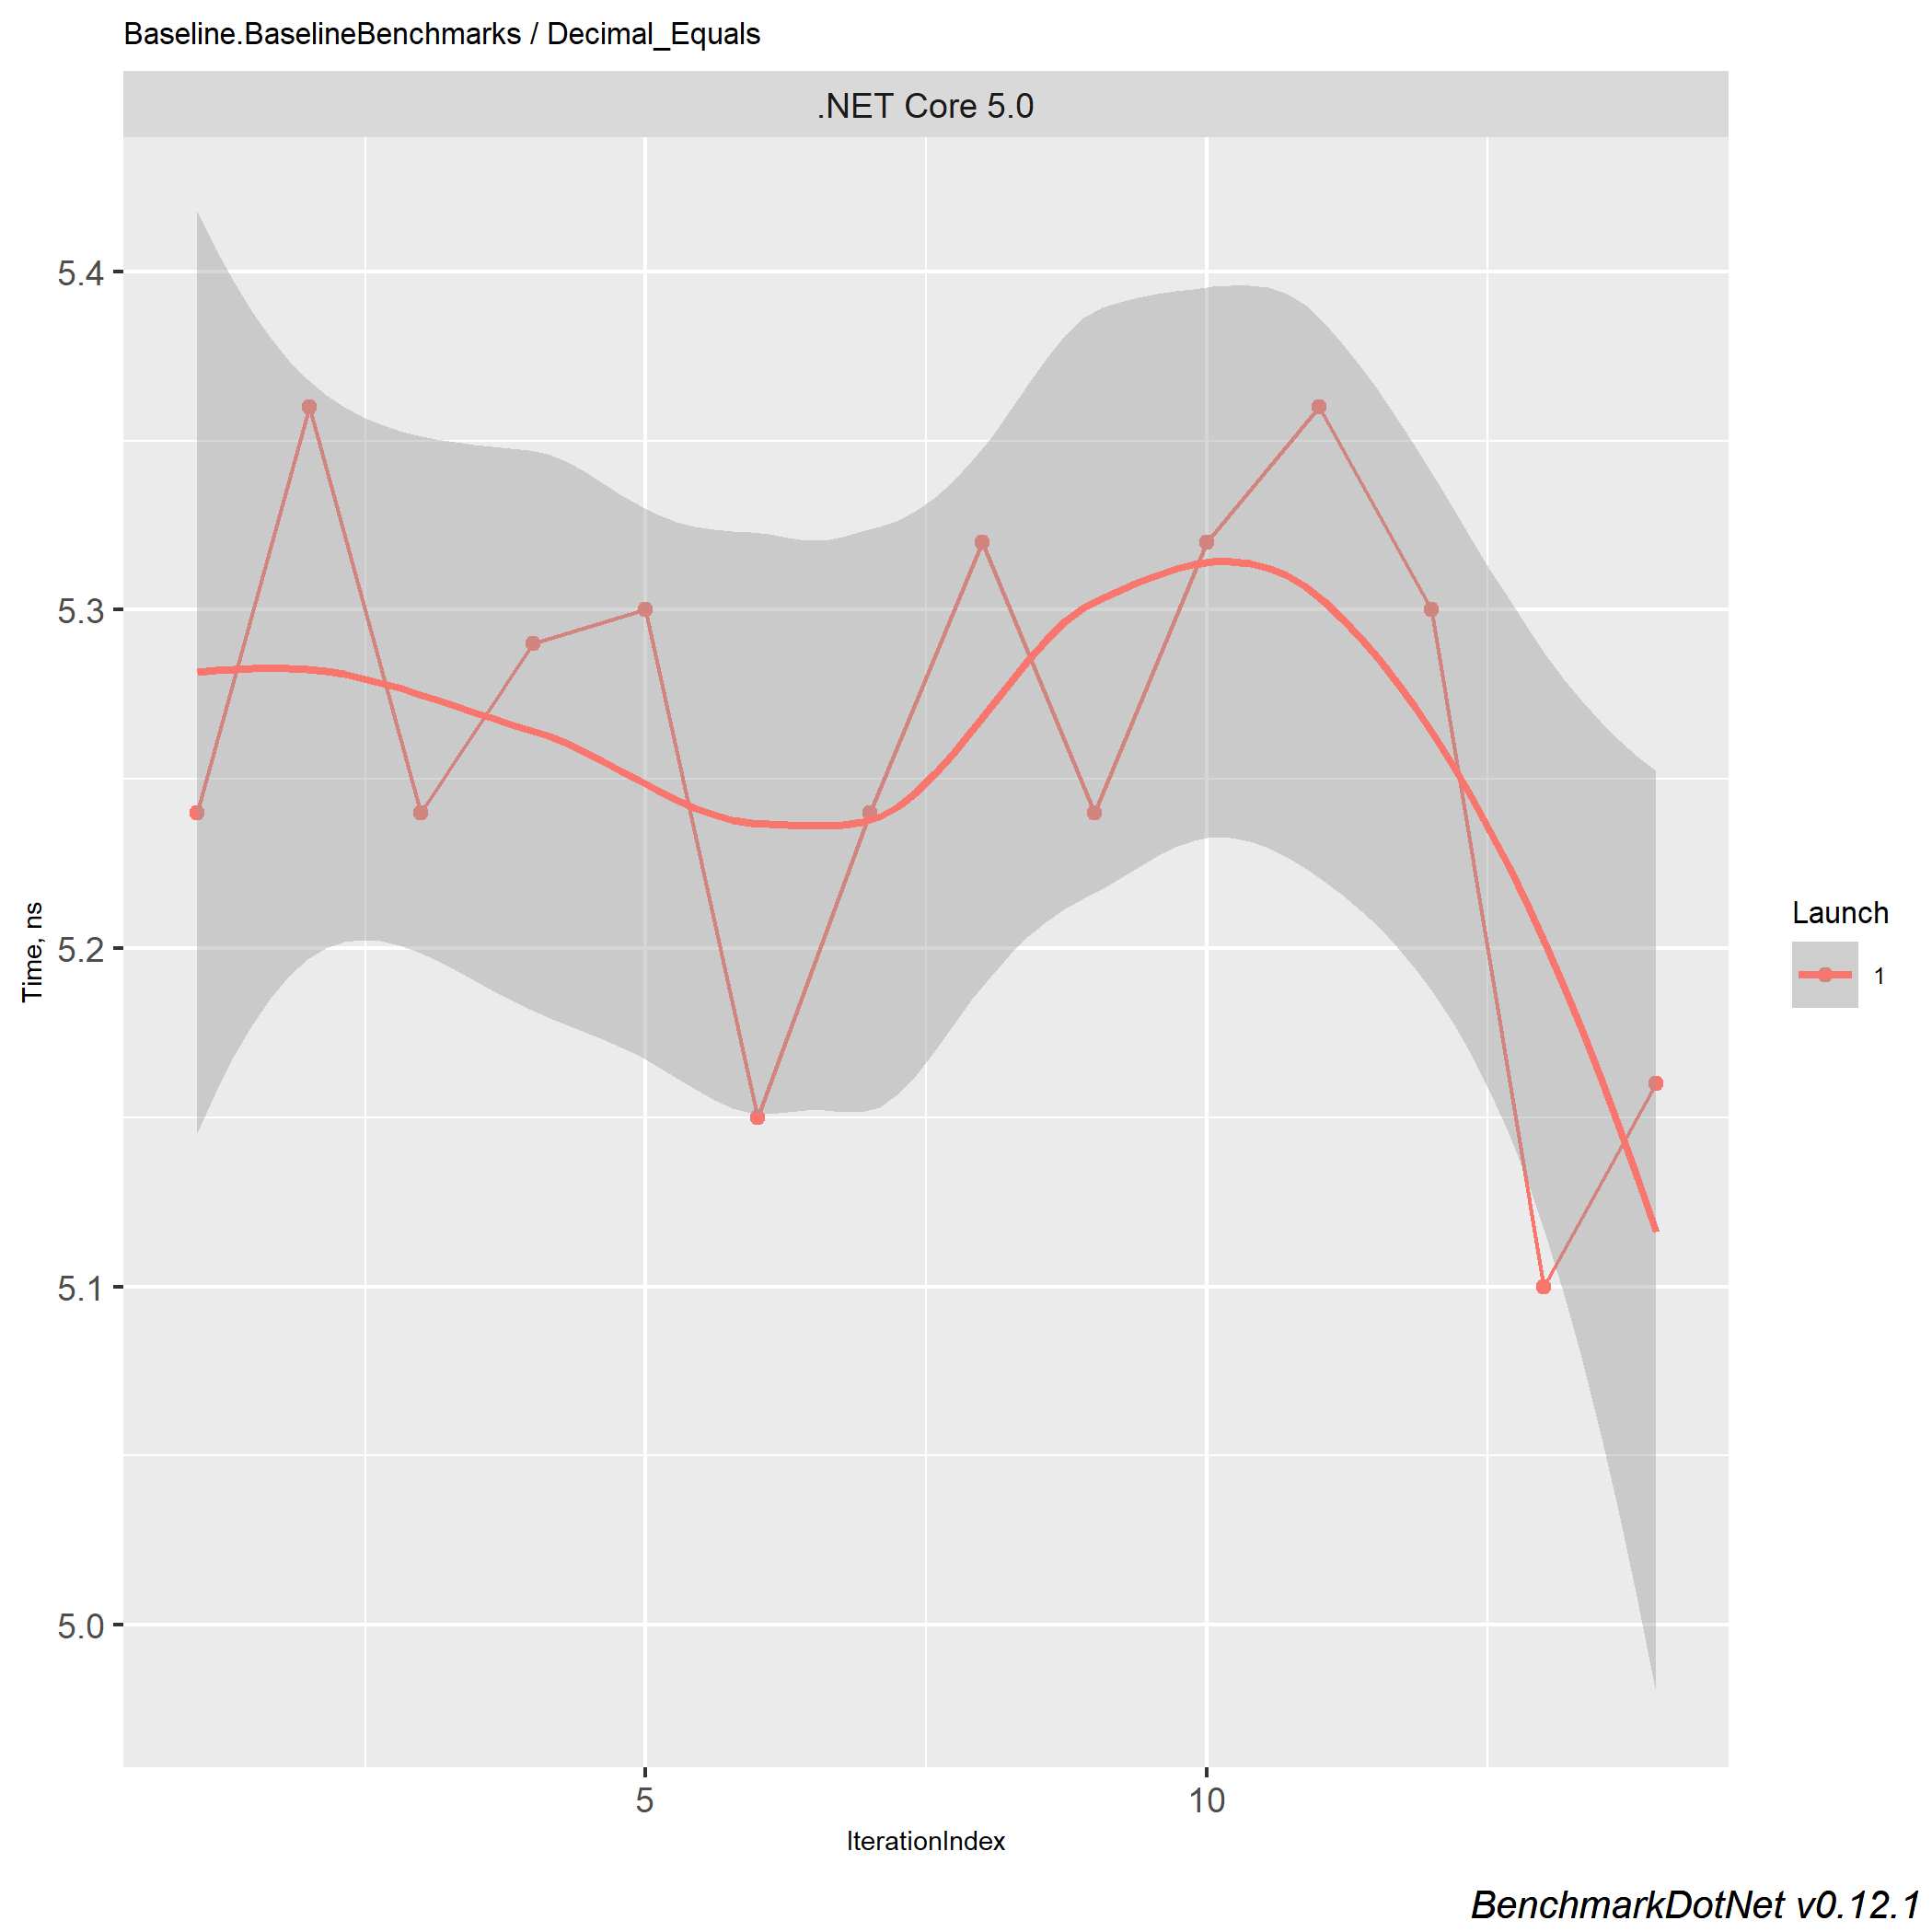 Baseline.BaselineBenchmarks / Decimal_Equals
.NET Core 5.0
5.4
5.3
5.2
5.1
5.0
Time, ns
5
10
IterationIndex
Launch
1
BenchmarkDotNet v0.12.1